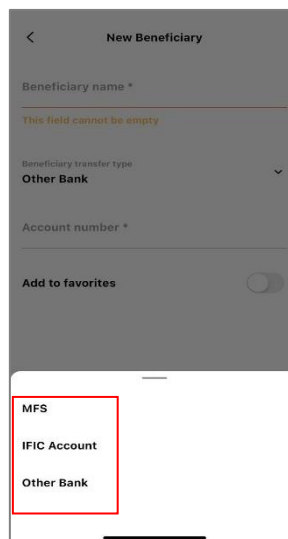 New Beneficiary
Beneficiary name *
This field cannot be empty
Beneficiary transfer type
Other Bank
Account number *
Add to favorites
MFS
IFIC Account
Other Bank